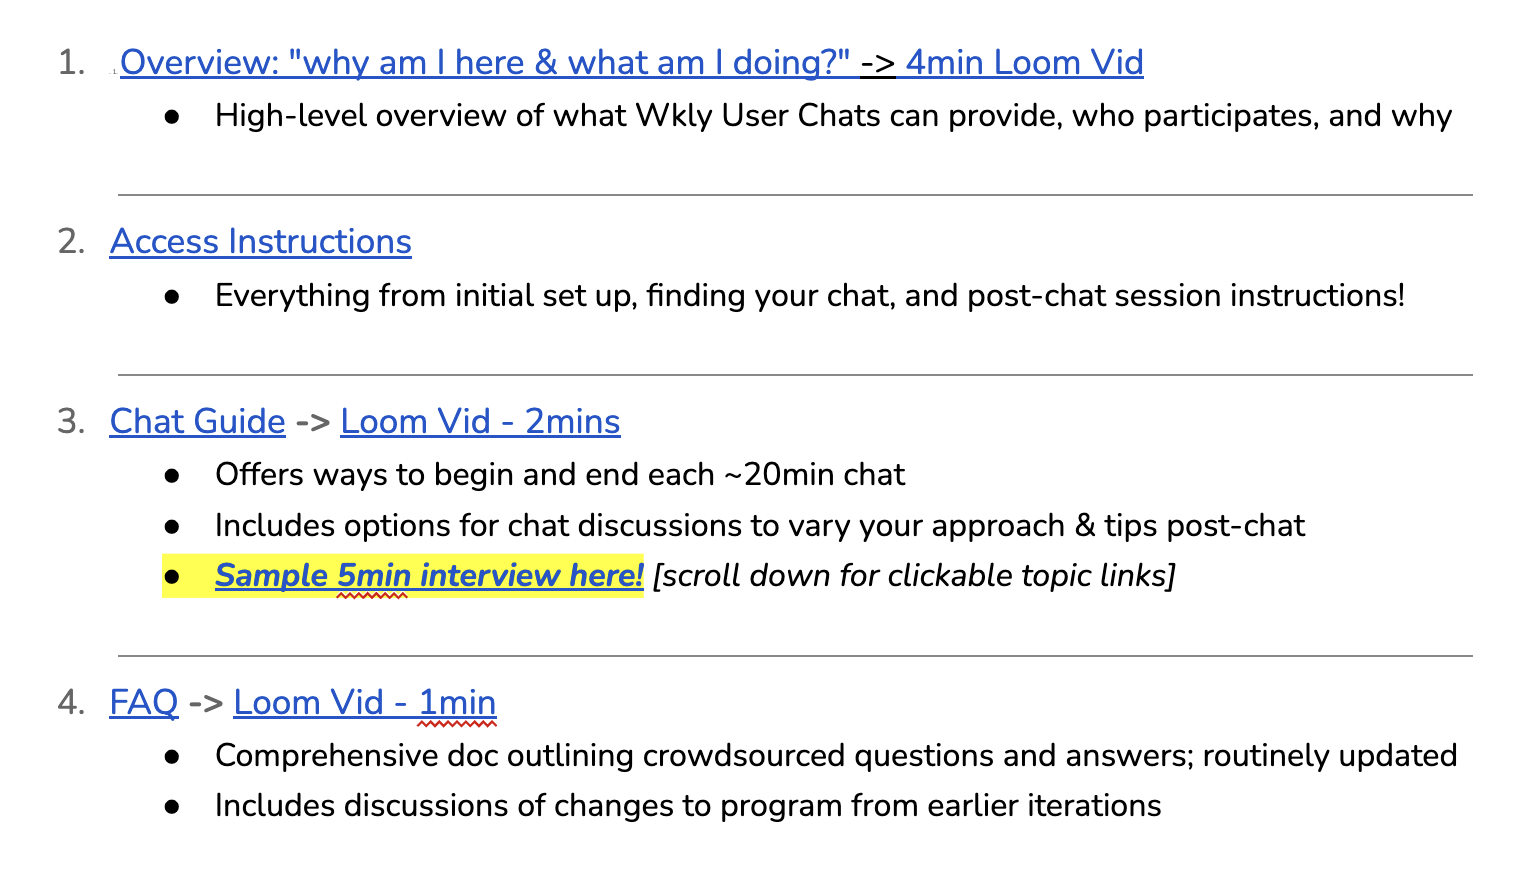 1. Overview: "why am I here & what am I doing?" -> 4min Loom Vid
● High-level overview of what Wkly User Chats can provide, who participates, and why
2. Access Instructions
● Everything from initial set up, finding your chat, and post-chat session instructions!
3. Chat Guide -> Loom Vid - 2mins
● Offers ways to begin and end each ~20min chat
● Includes options for chat discussions to vary your approach & tips post-chat
● Sample 5min interview here! [scroll down for clickable topic links]
4. FAQ -> Loom Vid - 1min
● Comprehensive doc outlining crowdsourced questions and answers; routinely updated
● Includes discussions of changes to program from earlier iterations